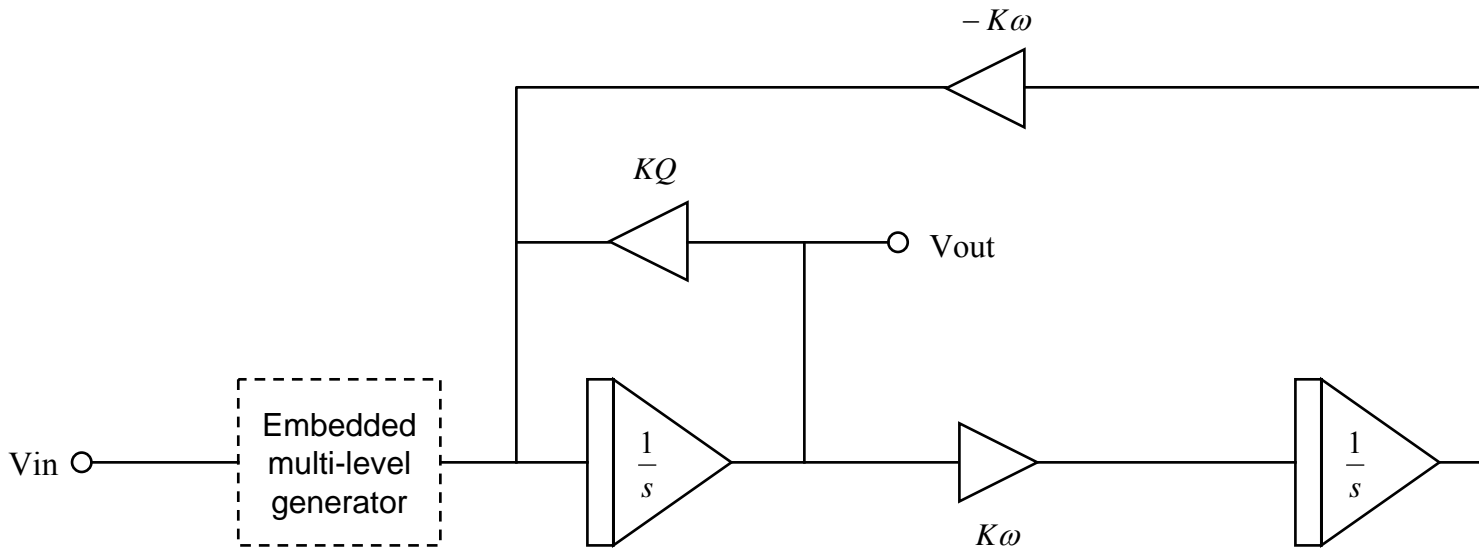 − Kω
KQ
Vout
Vin
Embedded
multi-level
generator
1
s
1
s
Kω